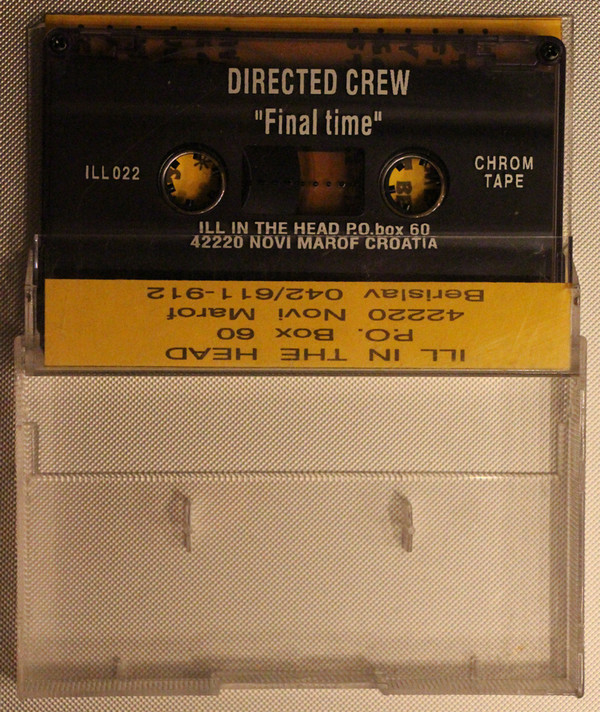 DIRECTED CREW
"Final time"
ILL022
CHROM
TAPE
ILL IN THE HEAD P.O.box 60
42220 NOVI MAROF CROATIA
ILL IN THE HEAD
P.O. Box 60
42220 Novi Marof
Berislav 042/611-912